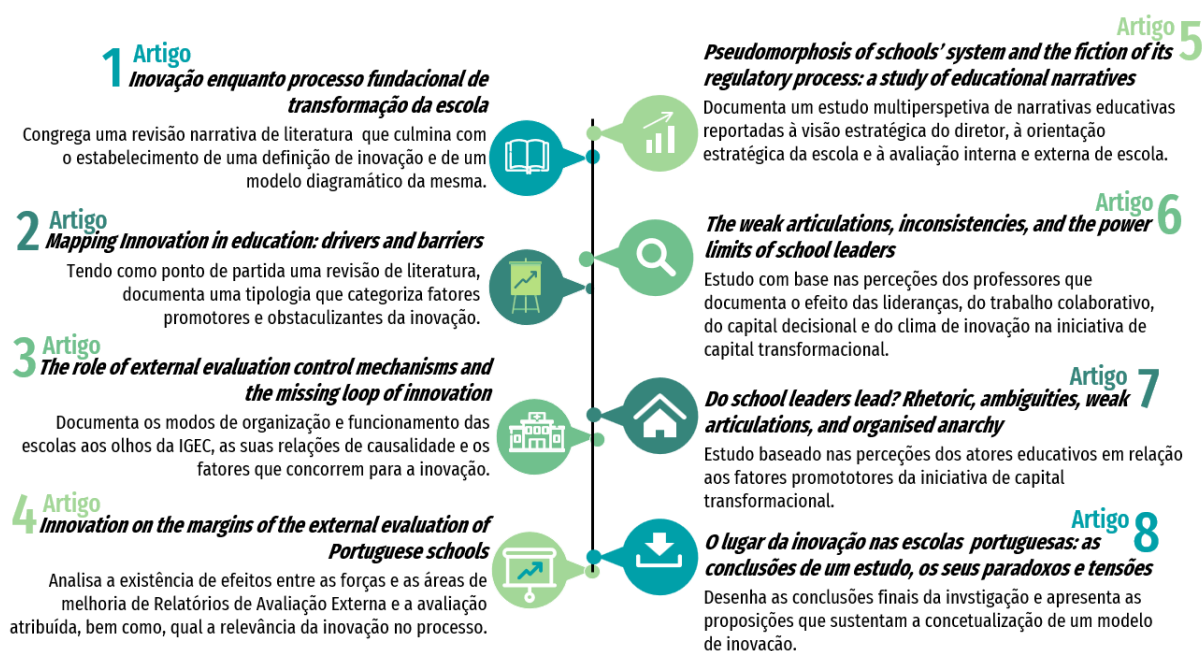 1 Artigo
Inovação enquanto processo fundacional de
transformação da escola
Congrega uma revisão narrativa de literatura que culmina com
o estabelecimento de uma definição de inovação e de um
modelo diagramático da mesma.
2 Artigo
Mapping Innovation in education: drivers and barriers
Tendo como ponto de partida uma revisão de literatura,
documenta uma tipologia que categoriza fatores
promotores e obstaculizantes da inovação.
3 Artigo
The role of external evaluation control mechanisms and
the missing loop of innovation
Documenta os modos de organização e funcionamento das
escolas aos olhos da IGEC, as suas relações de causalidade e os
fatores que concorrem para a inovação.
4 Artigo
Innovation on the margins of the external evaluation of
Portuguese schools
Analisa a existência de efeitos entre as forças e as áreas de
melhoria de Relatórios de Avaliação Externa e a avaliação
atribuída, bem como, qual a relevância da inovação no processo.
Artigo 5
Pseudomorphosis of schools' system and the fiction of its
regulatory process: a study of educational narratives
Documenta um estudo multiperspetiva de narrativas educativas
reportadas à visão estratégica do diretor, à orientação
estratégica da escola e à avaliação interna e externa de escola.
Artigo 6
The weak articulations, inconsistencies, and the power
limits of school leaders
Estudo com base nas perceções dos professores que
documenta o efeito das lideranças, do trabalho colaborativo,
do capital decisional e do clima de inovação na iniciativa de
capital transformacional.
Artigo 7
Do school leaders lead? Rhetoric, ambiguities, weak
articulations, and organised anarchy
Estudo baseado nas perceções dos atores educativos em relação
aos fatores promototores da iniciativa de capital
transformacional.
Artigo 8
O lugar da inovação nas escolas portuguesas: as
conclusões de um estudo, os seus paradoxos e tensões
Desenha as conclusões finais da invstigação e apresenta as
proposições que sustentam a concetualização de um modelo
de inovação.